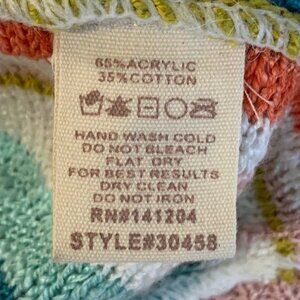 65% ACRYLIC
35% COTTON
HAND WASH COLD
DO NOT BLEACH
FLAT DRY
FOR BEST RESULTS
DRY CLEAN
DO NOT IRON
RN#141204
STYLE#30458